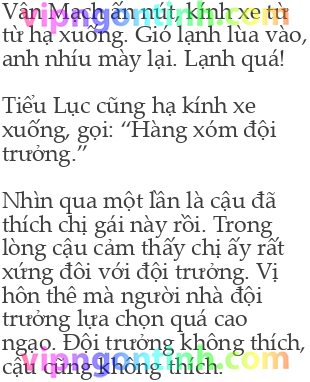 Vân Mạch ấn nút, kính xe từ
từ hạ xuống. Gió lạnh lùa vào,
anh nhíu mày lại. Lạnh quá!
Tiểu Lục cũng hạ kính xe
xuống, gọi: “Hàng xóm đội
trưởng.”
Nhìn qua một lần là cậu đã
thích chị gái này rồi. Trong
lòng cậu cảm thấy chị ấy rất
xứng đôi với đội trưởng. Vị
hôn thê mà người nhà đội
trưởng lựa chọn quá cao
ngạo. Đội trưởng không thích,
cậu cũng không thích.
vipngontinh.com
vipngontinh.com